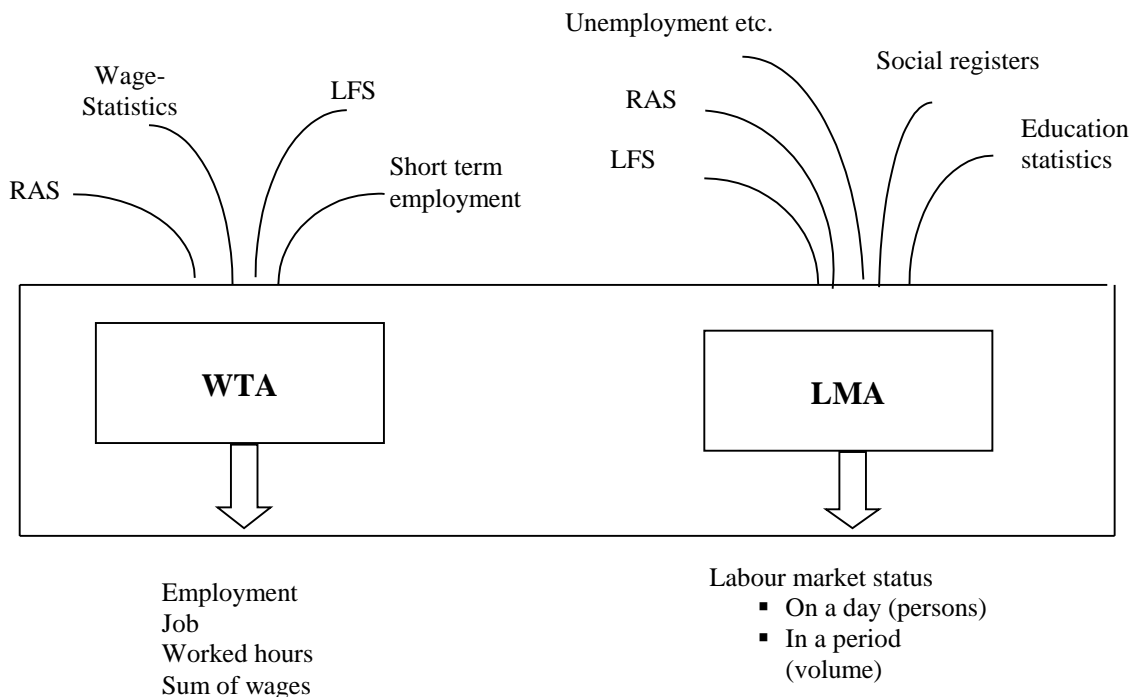 Wage-
Statistics
LFS
RAS
Short term
employment
Unemployment etc.
Social registers
RAS
LFS
Education
statistics
WTA
LMA
Employment
Job
Worked hours
Sum of wages
Labour market status
▪ On a day (persons)
▪ In a period
(volume)